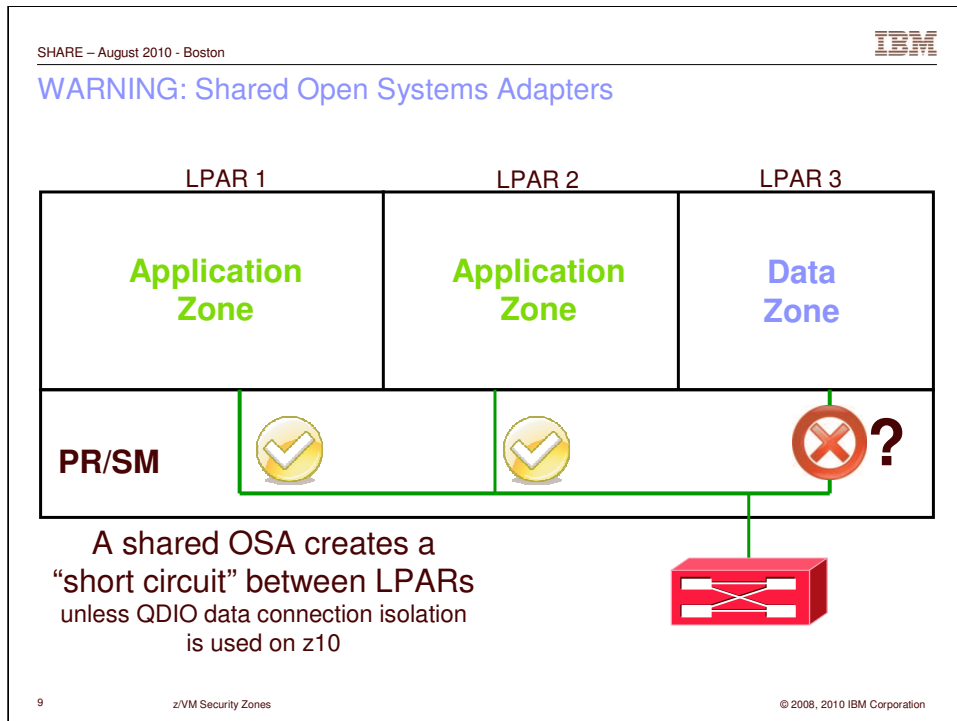 SHARE – August 2010 - Boston
IBM
WARNING: Shared Open Systems Adapters
LPAR 1
LPAR 2
LPAR 3
Application
Zone
Application
Zone
Data
Zone
PR/SM
?
A shared OSA creates a
“short circuit” between LPARs
unless QDIO data connection isolation
is used on z10
9
z/VM Security Zones
© 2008, 2010 IBM Corporation